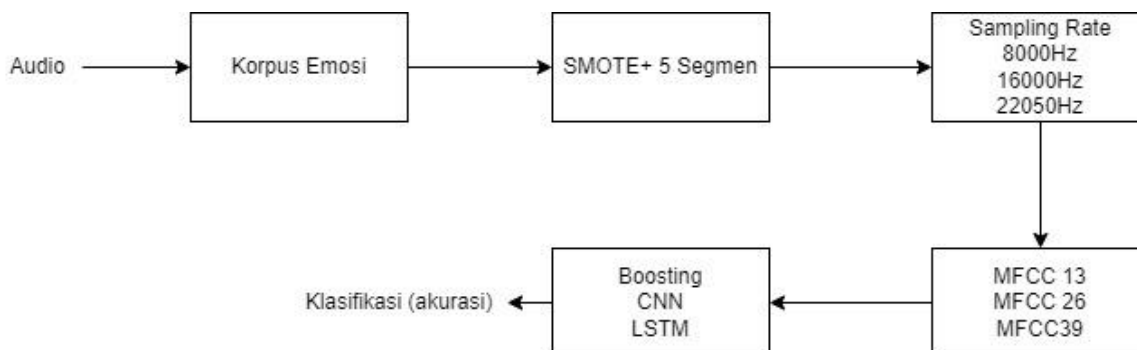 Audio
Korpus Emosi
SMOTE+ 5 Segmen
Sampling Rate
8000Hz
16000Hz
22050Hz
MFCC 13
MFCC 26
MFCC39
Boosting
CNN
LSTM
Klasifikasi (akurasi)